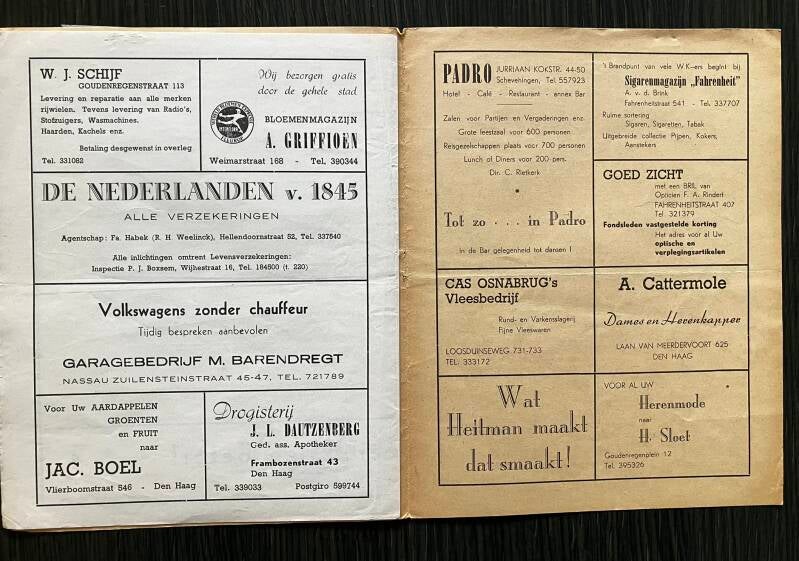 W. J. SCHIJF
GOUDENREGENSTRAAT 113
Levering en reparatie aan alle merken
rijwielen. Tevens levering van Radio's,
Stofzuigers, Wasmachines.
Haarden, Kachels enz.
Betaling desgewenst in overleg
Tel. 331082
Wij bezorgen gratis
door de gehele stad
BLOEMENMAGAZIJN
A. GRIFFIOEN
Weimarstraat 168 - Tel. 390344
DE NEDERLANDEN v. 1845
ALLE VERZEKERINGEN
Agentschap: Fa. Habek (R. H. Weelinck), Hellendoornstraat 52, Tel. 337540
Alle inlichtingen omtrent Levensverzekeringen:
Inspectie P. J. Boxsem, Wijhestraat 16, Tel. 184500 (t. 220)
Volkswagens zonder chauffeur
Tijdig bespreken aanbevolen
GARAGEBEDRIJF M. BARENDREGT
NASSAU ZUILENSTEINSTRAAT 45-47, TEL. 721789
Voor Uw AARDAPPELEN
GROENTEN
en FRUIT
naar
JAC. BOEL
Vlierboomstraat 546 - Den Haag
Drogisterij
J. L. DAUTZENBERG
Ged. ass. Apotheker
Frambozenstraat 43
Den Haag
Tel. 339033 Postgiro 599744
PADRO JURRIAAN KOKSTR. 44-50
Scheveningen, Tel. 557923
Hotel - Café - Restaurant - annex Bar
Zalen voor Partijen en Vergaderingen enz.
Grote feestzaal voor 600 personen
Reisgezelschappen plaats voor 700 personen
Lunch of Diners voor 200 pers.
Dir. C. Rietkerk
Tot zo . . . in Padro
In de Bar gelegenheid tot dansen !
't Brandpunt van vele W.K-ers begint bij
Sigarenmagazijn „Fahrenheit”
A. v. d. Brink
Fahrenheitstraat 541 - Tel. 337707
Ruime sortering
Sigaren, Sigaretten, Tabak
Uitgebreide collectie Pijpen, Kokers,
Aanstekers
GOED ZICHT
met een BRIL van
Opticien F. A. Rindert
FAHRENHEITSTRAAT 407
Tel. 321379
Fondsleden vastgestelde korting
Het adres voor al Uw
optische en
verplegingsartikelen
CAS OSNABRUG's
Vleesbedrijf
Rund- en Varkensslagerij
Fijne Vleeswaren
LOOSDUINSEWEG 731-733
TEL. 333172
A. Cattermole
Dames en Herenkapper
LAAN VAN MEERDERVOORT 625
DEN HAAG
Wat
Heitman maakt
dat smaakt!
VOOR AL UW
Herenmode
naar
H. Sloet
Goudenregenplein 12
Tel. 395326